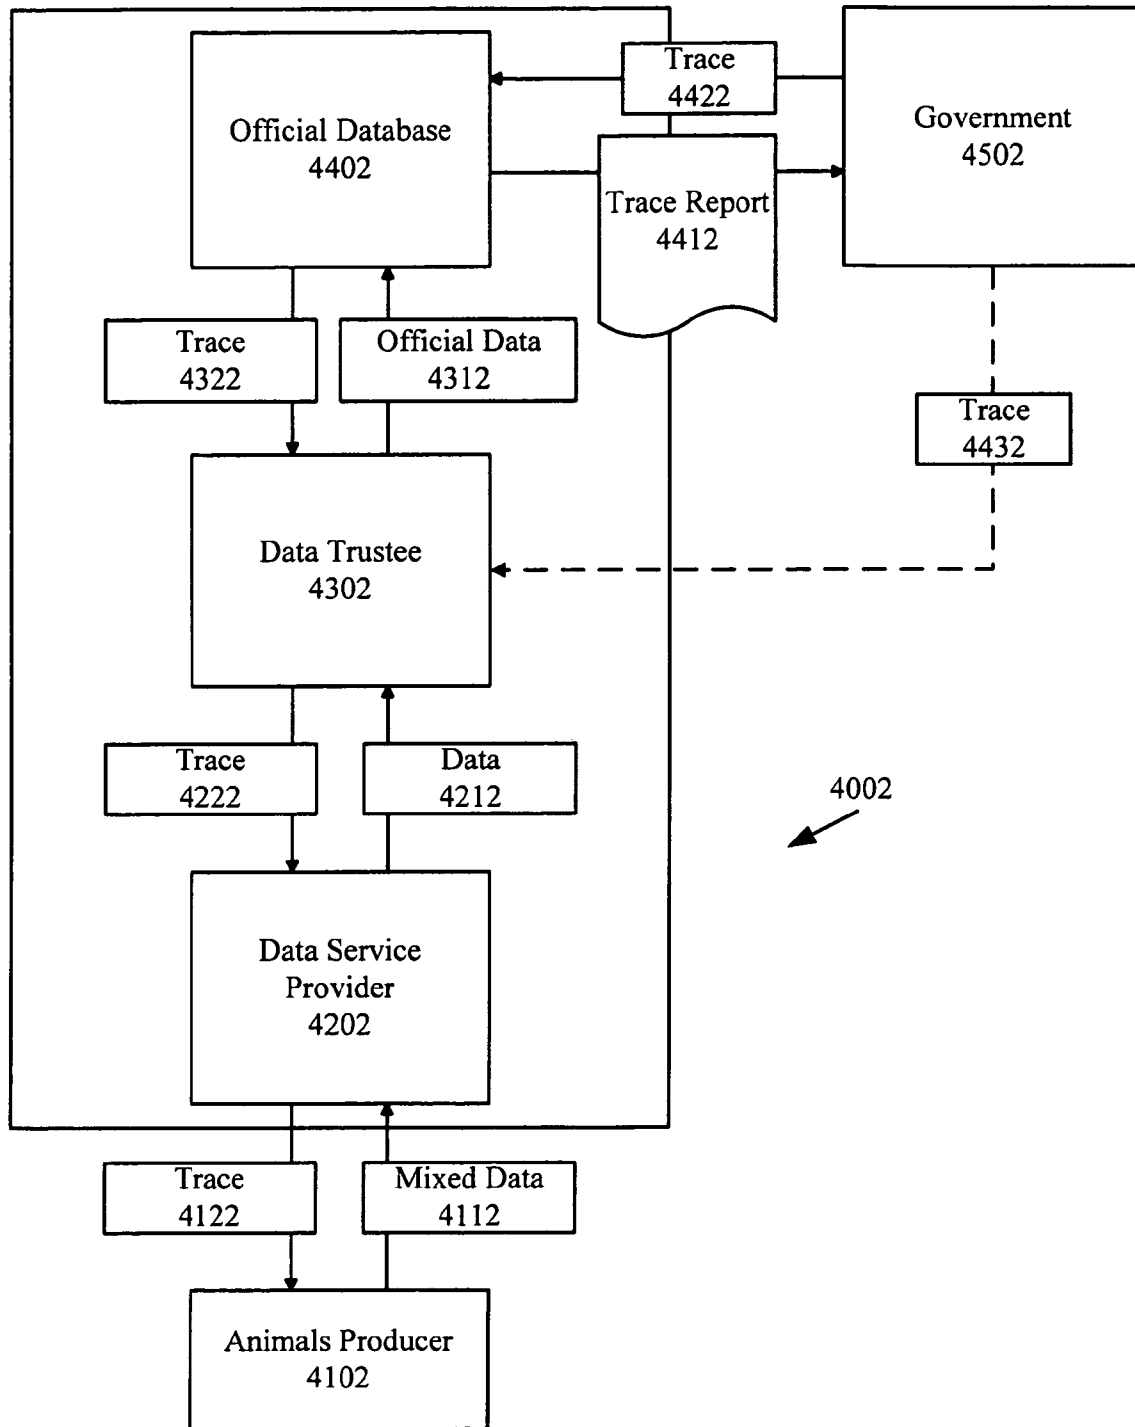 Official Database
4402
Trace
4422
Government
4502
Trace Report
4412
Trace
4322
Official Data
4312
Trace
4432
Data Trustee
4302
Trace
4222
Data
4212
4002
Data Service
Provider
4202
Trace
4122
Mixed Data
4112
Animals Producer
4102